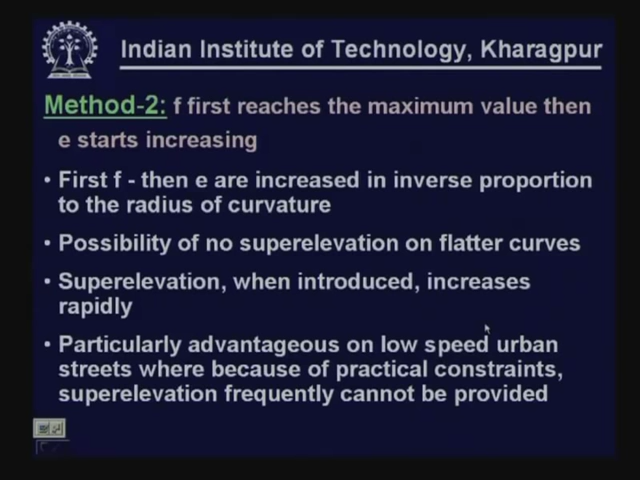 Indian Institute of Technology, Kharagpur
Method-2: f first reaches the maximum value then
e starts increasing
• First f - then e are increased in inverse proportion
to the radius of curvature
• Possibility of no superelevation on flatter curves
• Superelevation, when introduced, increases
rapidly
• Particularly advantageous on low speed urban
streets where because of practical constraints,
superelevation frequently cannot be provided